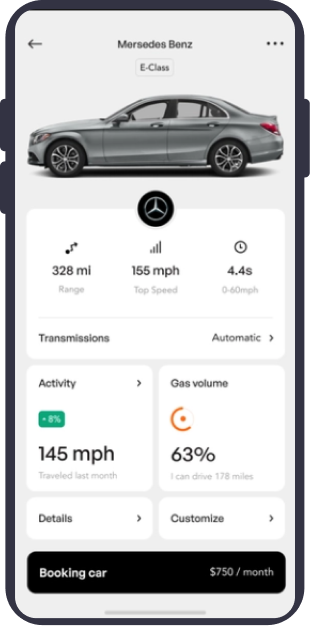 Mersedes Benz
E-Class
328 mi
155 mph
4.4s
Range
Top Speed
0-60mph
Transmissions
Automatic
Activity
Gas volume
- 8%
145 mph
63%
Traveled last month
I can drive 178 miles
Details
Customize
Booking car
$750 / month